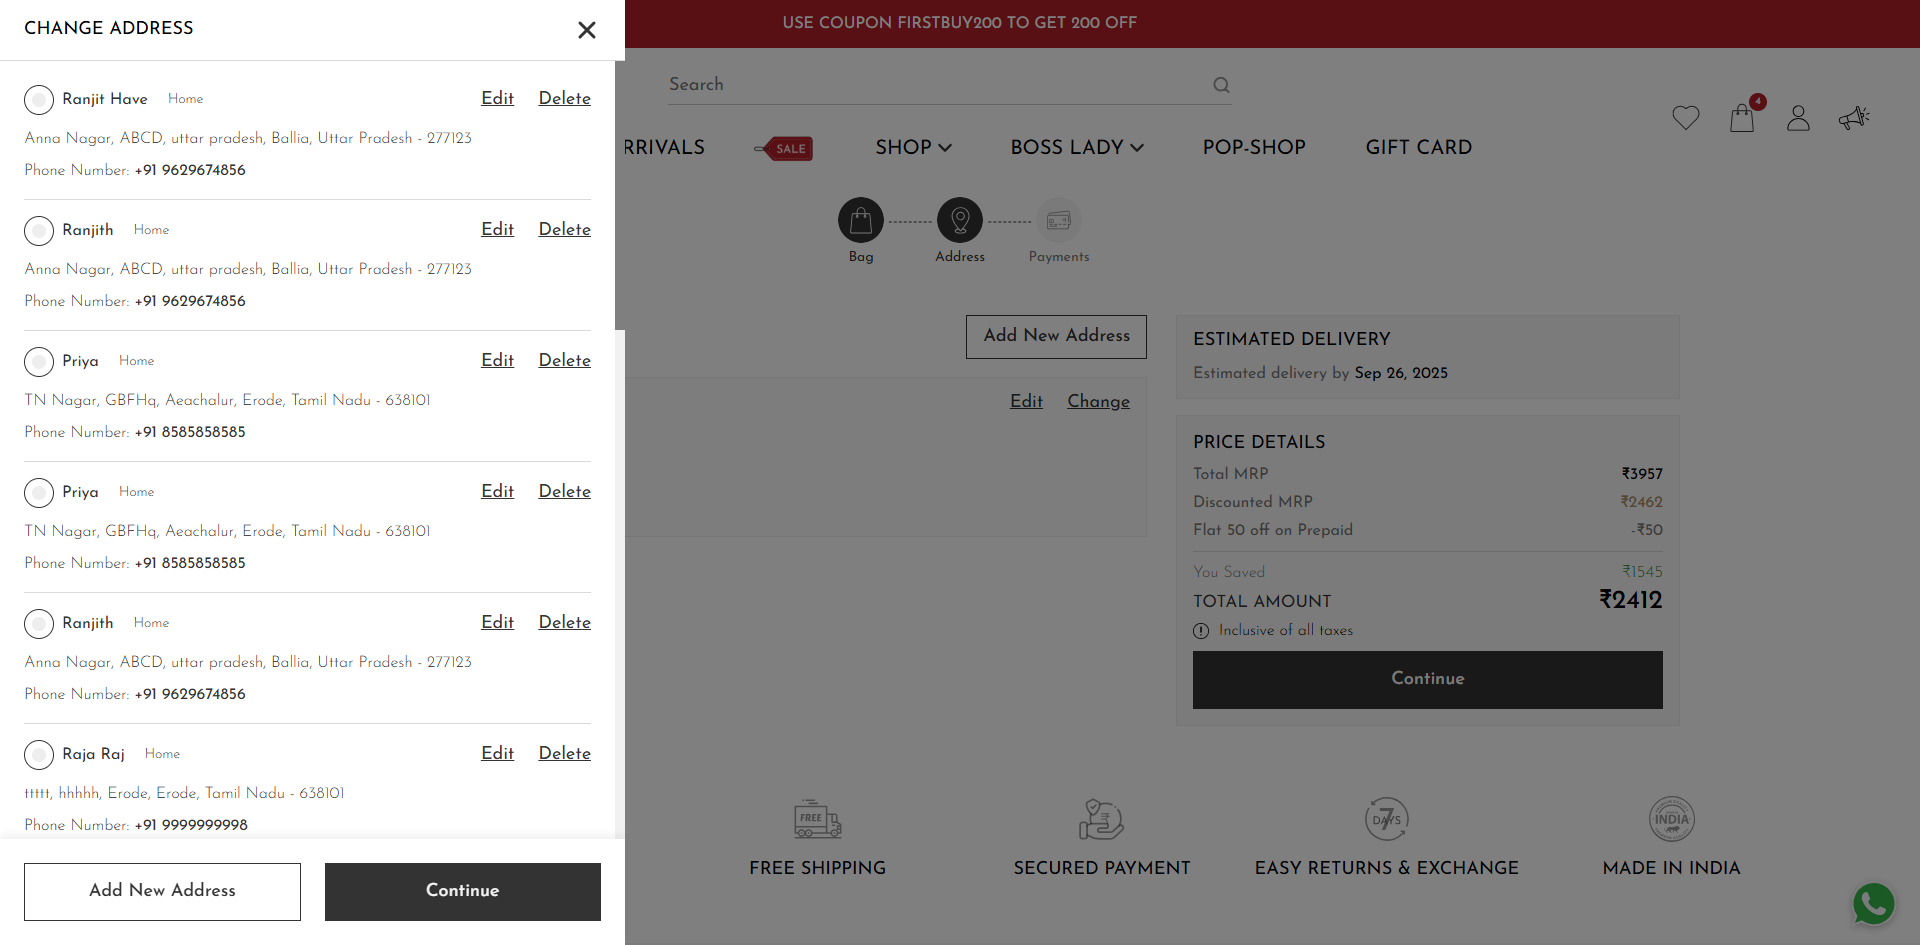 CHANGE ADDRESS
Ranjit Have Home Edit Delete
Anna Nagar, ABCD, uttar pradesh, Ballia, Uttar Pradesh - 277123
Phone Number: +91 9629674856
Ranjith Home Edit Delete
Anna Nagar, ABCD, uttar pradesh, Ballia, Uttar Pradesh - 277123
Phone Number: +91 9629674856
Priya Home Edit Delete
TN Nagar, GBFHq, Aeachalur, Erode, Tamil Nadu - 638101
Phone Number: +91 8585858585
Priya Home Edit Delete
TN Nagar, GBFHq, Aeachalur, Erode, Tamil Nadu - 638101
Phone Number: +91 8585858585
Ranjith Home Edit Delete
Anna Nagar, ABCD, uttar pradesh, Ballia, Uttar Pradesh - 277123
Phone Number: +91 9629674856
Raja Raj Home Edit Delete
ttttt, hhhhh, Erode, Erode, Tamil Nadu - 638101
Phone Number: +91 9999999998
Add New Address Continue
USE COUPON FIRSTBUY200 TO GET 200 OFF
Search
4
RRIVALS SALE SHOP BOSS LADY POP-SHOP GIFT CARD
Bag Address Payments
Add New Address
Edit Change
ESTIMATED DELIVERY
Estimated delivery by Sep 26, 2025
PRICE DETAILS
Total MRP ₹3957
Discounted MRP ₹2462
Flat 50 off on Prepaid -₹50
You Saved ₹1545
TOTAL AMOUNT ₹2412
Inclusive of all taxes
Continue
FREE
7
DAYS
INDIA
FREE SHIPPING SECURED PAYMENT EASY RETURNS & EXCHANGE MADE IN INDIA